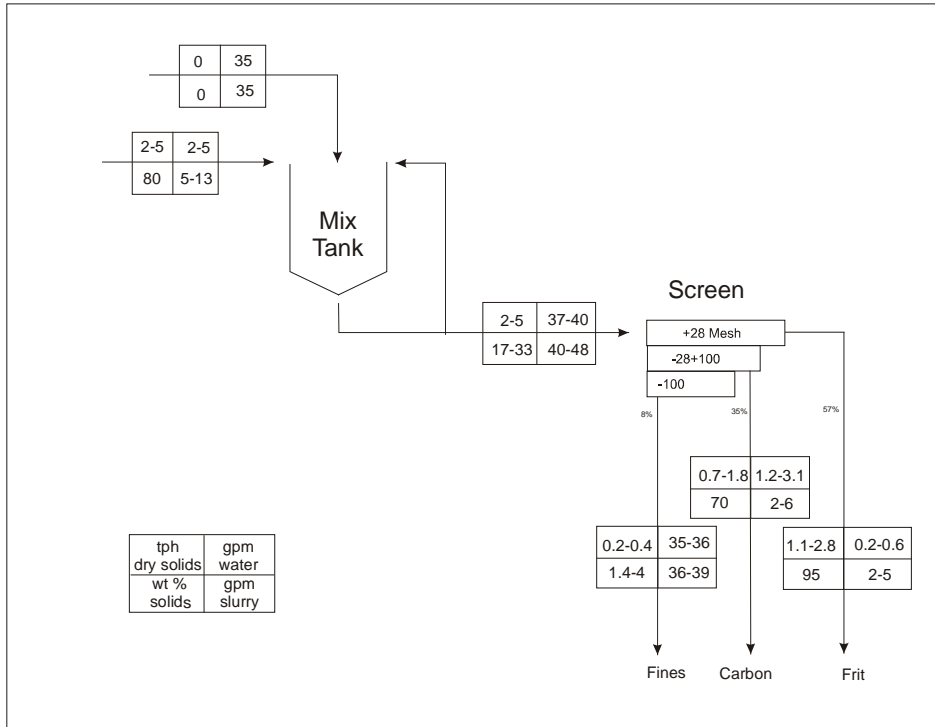 0 35
0 35
2-5 2-5
80 5-13
Mix
Tank
Screen
2-5 37-40
17-33 40-48
+28 Mesh
-28+100
-100
8% 35% 57%
0.7-1.8 1.2-3.1
70 2-6
0.2-0.4 35-36
1.4-4 36-39
1.1-2.8 0.2-0.6
95 2-5
tph gpm
dry solids water
wt % gpm
solids slurry
Fines Carbon Frit